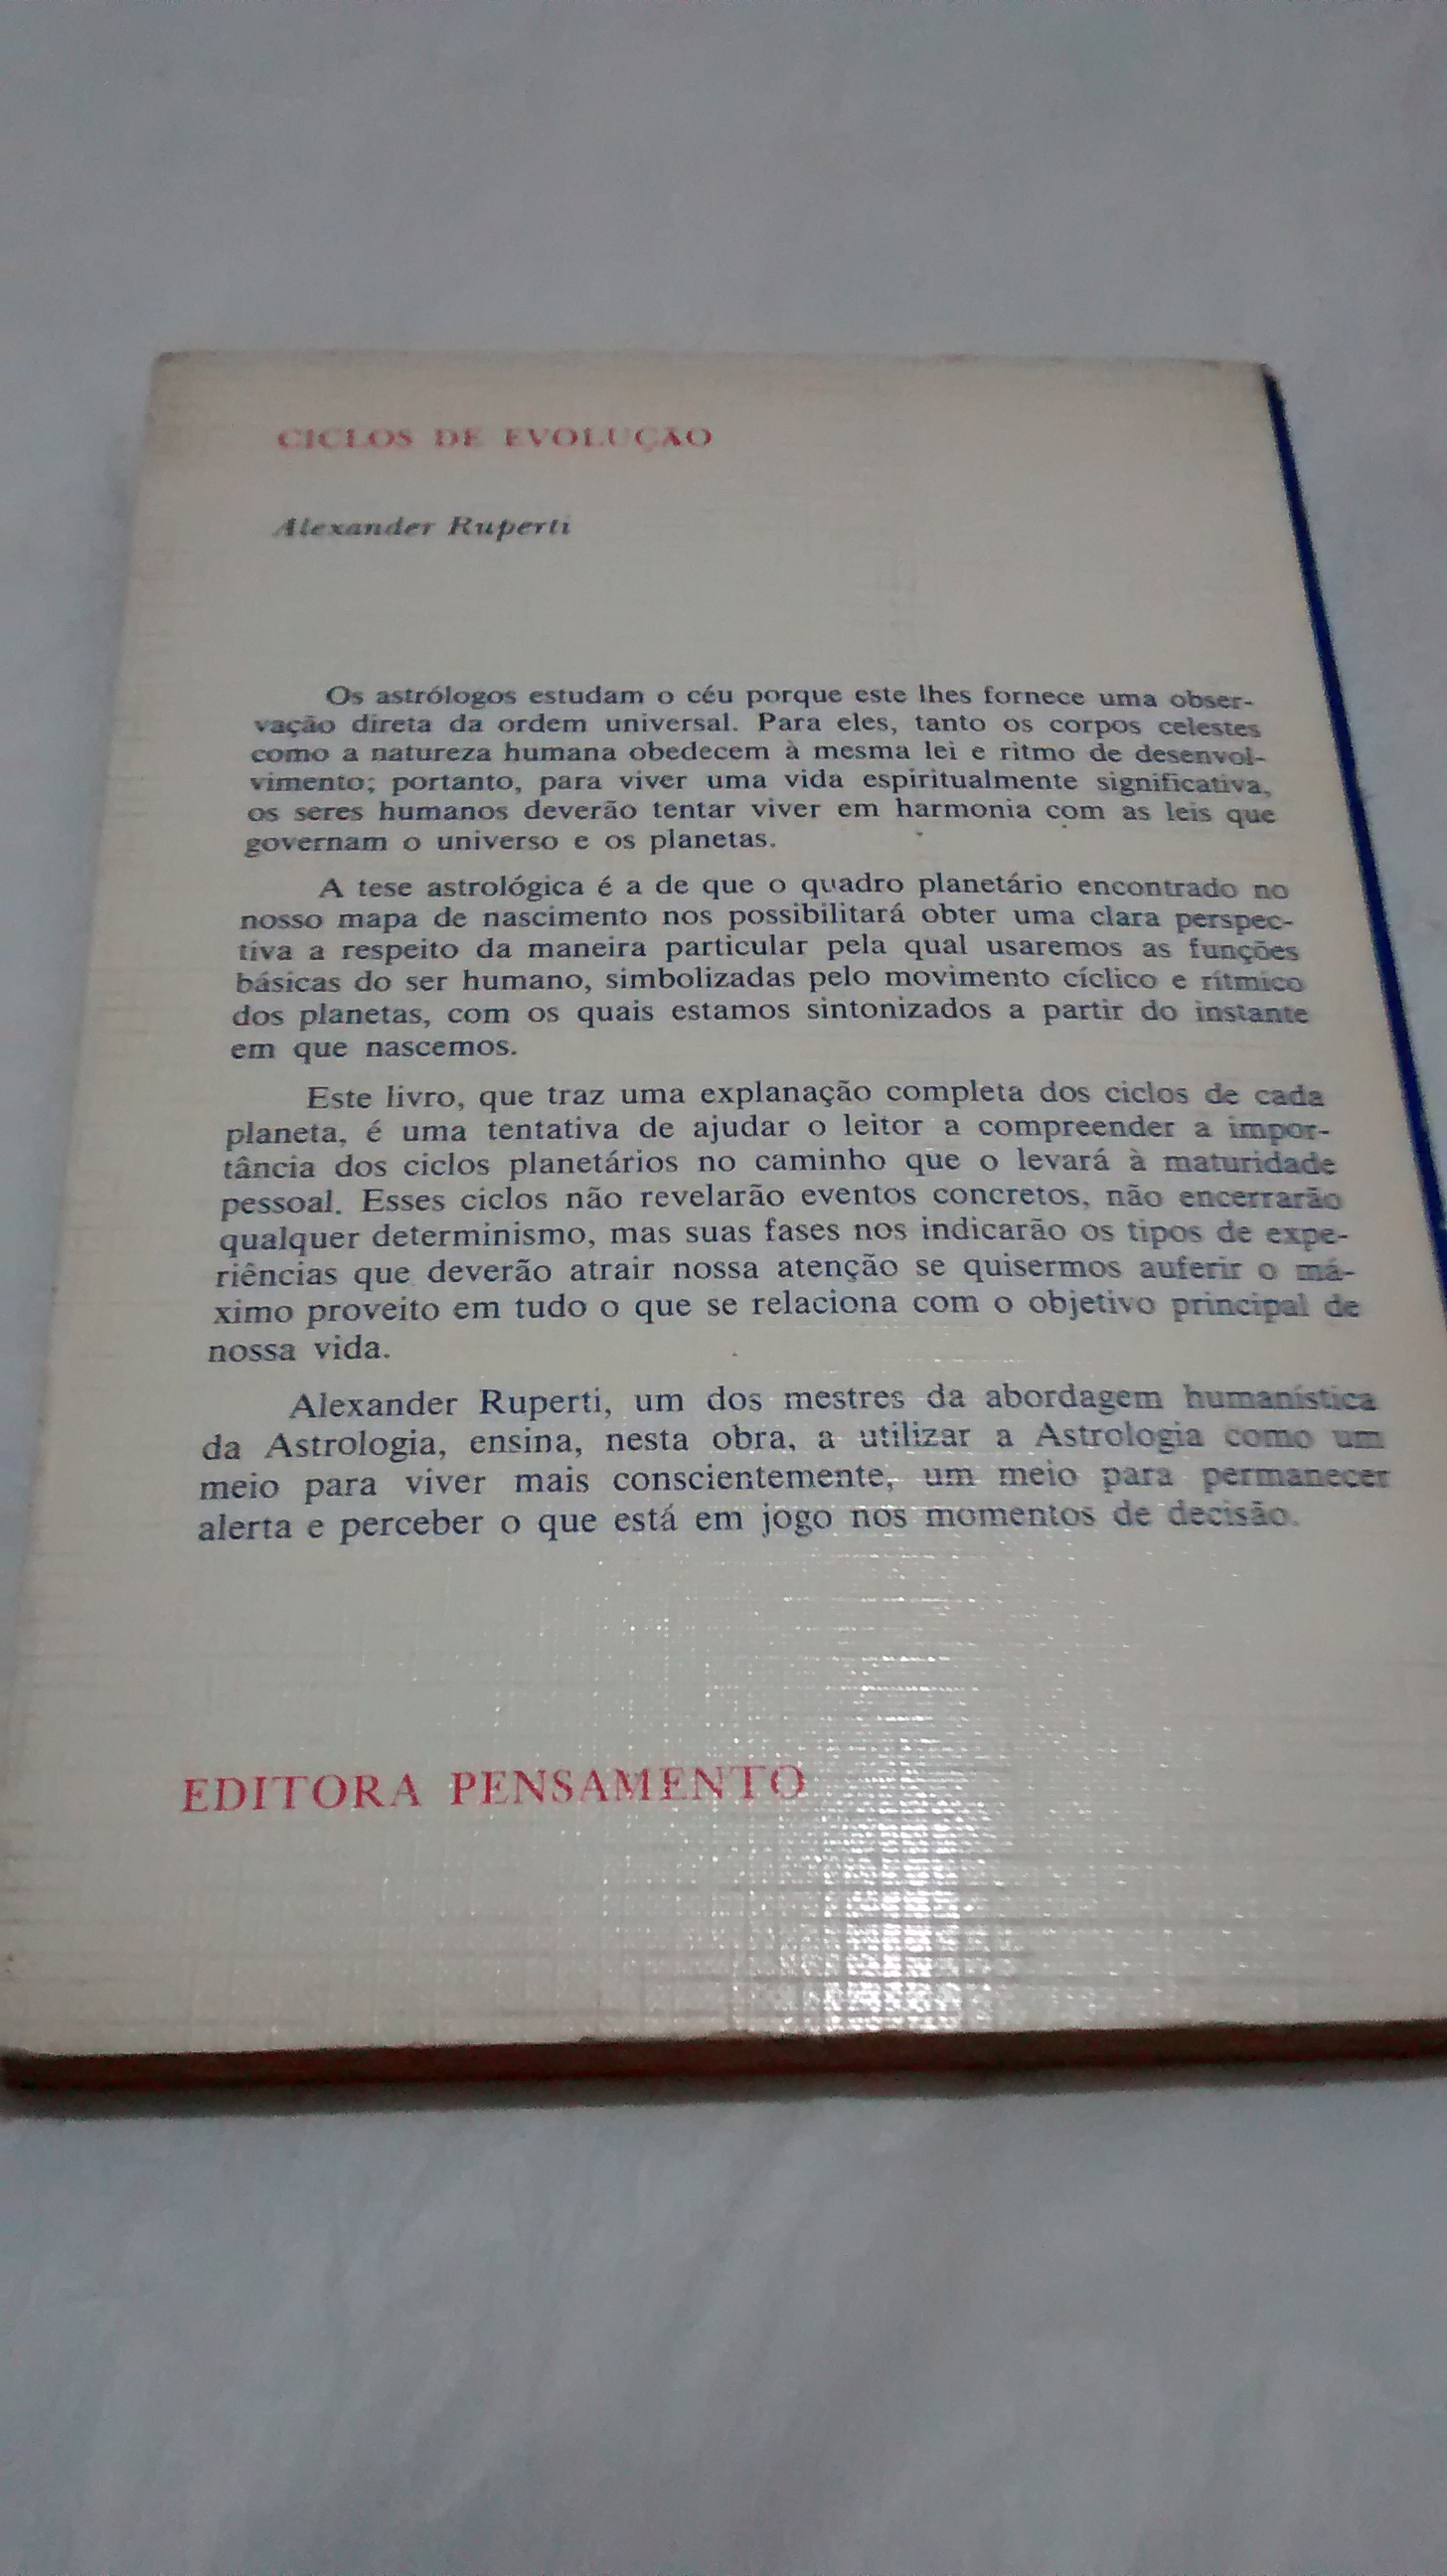 CICLOS DE EVOLUÇÃO
Alexander Ruperti
Os astrólogos estudam o céu porque este lhes fornece uma obser-
vação direta da ordem universal. Para eles, tanto os corpos celestes
como a natureza humana obedecem à mesma lei e ritmo de desenvol-
vimento; portanto, para viver uma vida espiritualmente significativa,
os seres humanos deverão tentar viver em harmonia com as leis que
governam o universo e os planetas.
A tese astrológica é a de que o quadro planetário encontrado no
nosso mapa de nascimento nos possibilitará obter uma clara perspec-
tiva a respeito da maneira particular pela qual usaremos as funções
básicas do ser humano, simbolizadas pelo movimento cíclico e rítmico
dos planetas, com os quais estamos sintonizados a partir do instante
em que nascemos.
Este livro, que traz uma explanação completa dos ciclos de cada
planeta, é uma tentativa de ajudar o leitor a compreender a impor-
tância dos ciclos planetários no caminho que o levará à maturidade
pessoal. Esses ciclos não revelarão eventos concretos, não encerrarão
qualquer determinismo, mas suas fases nos indicarão os tipos de expe-
riências que deverão atrair nossa atenção se quisermos auferir o má-
ximo proveito em tudo o que se relaciona com o objetivo principal de
nossa vida.
Alexander Ruperti, um dos mestres da abordagem humanística
da Astrologia, ensina, nesta obra, a utilizar a Astrologia como um
meio para viver mais conscientemente, um meio para permanecer
alerta e perceber o que está em jogo nos momentos de decisão.
EDITORA PENSAMENTO